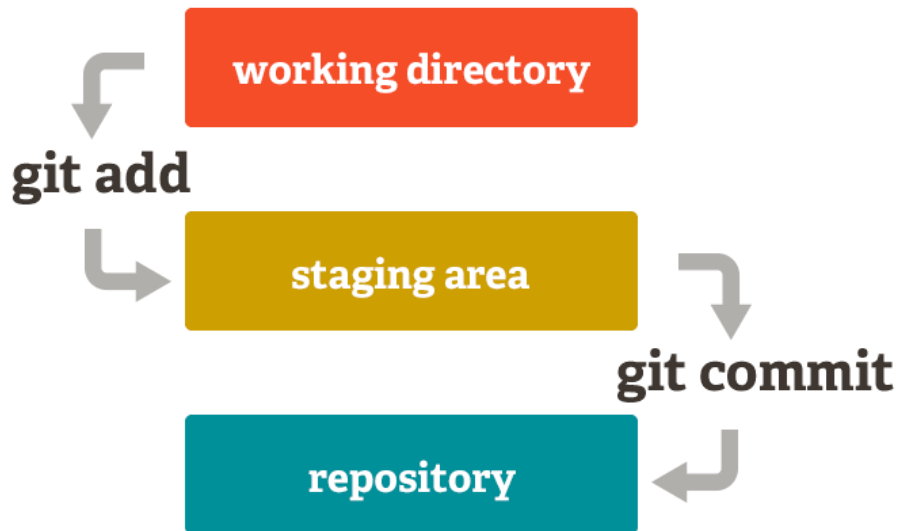 working directory
git add
staging area
git commit
repository